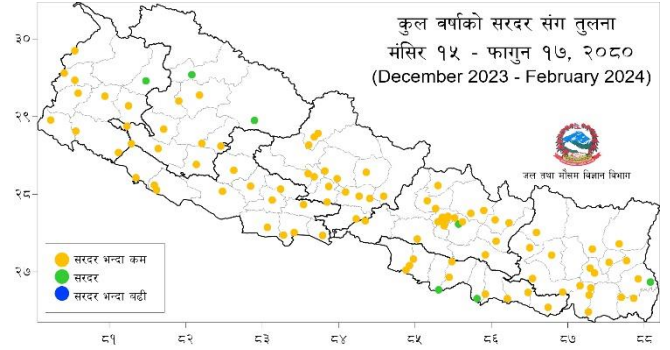 कुल वर्षाको सरदर संग तुलना
मंसिर १५ - फागुन १७, २०८०
(December 2023 - February 2024)
जल तथा मौसम विज्ञान विभाग
३०
२९
२८
२७
सरदर भन्दा कम
सरदर
सरदर भन्दा बढी
८१
८२
८३
८४
८५
८६
८७
८८